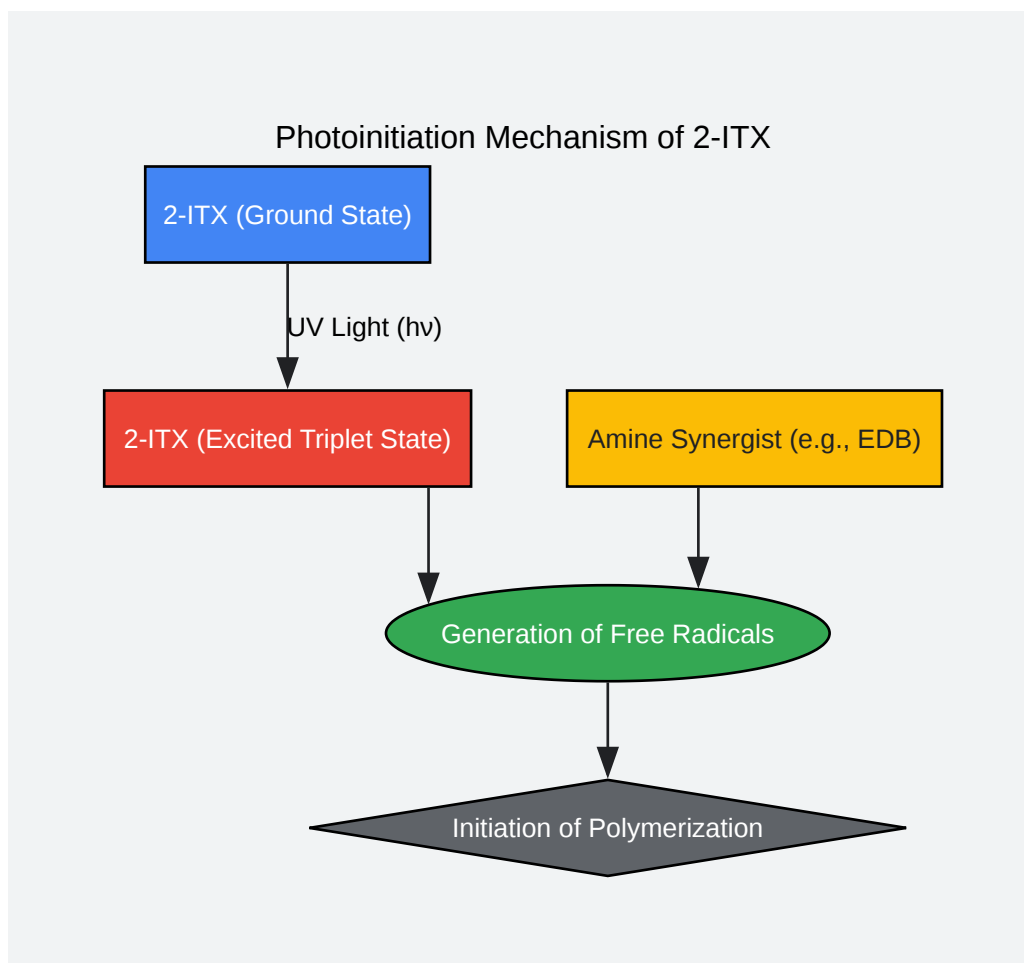 Photoinitiation Mechanism of 2-ITX
2-ITX (Ground State)
UV Light (hν)
2-ITX (Excited Triplet State)
Amine Synergist (e.g., EDB)
Generation of Free Radicals
Initiation of Polymerization